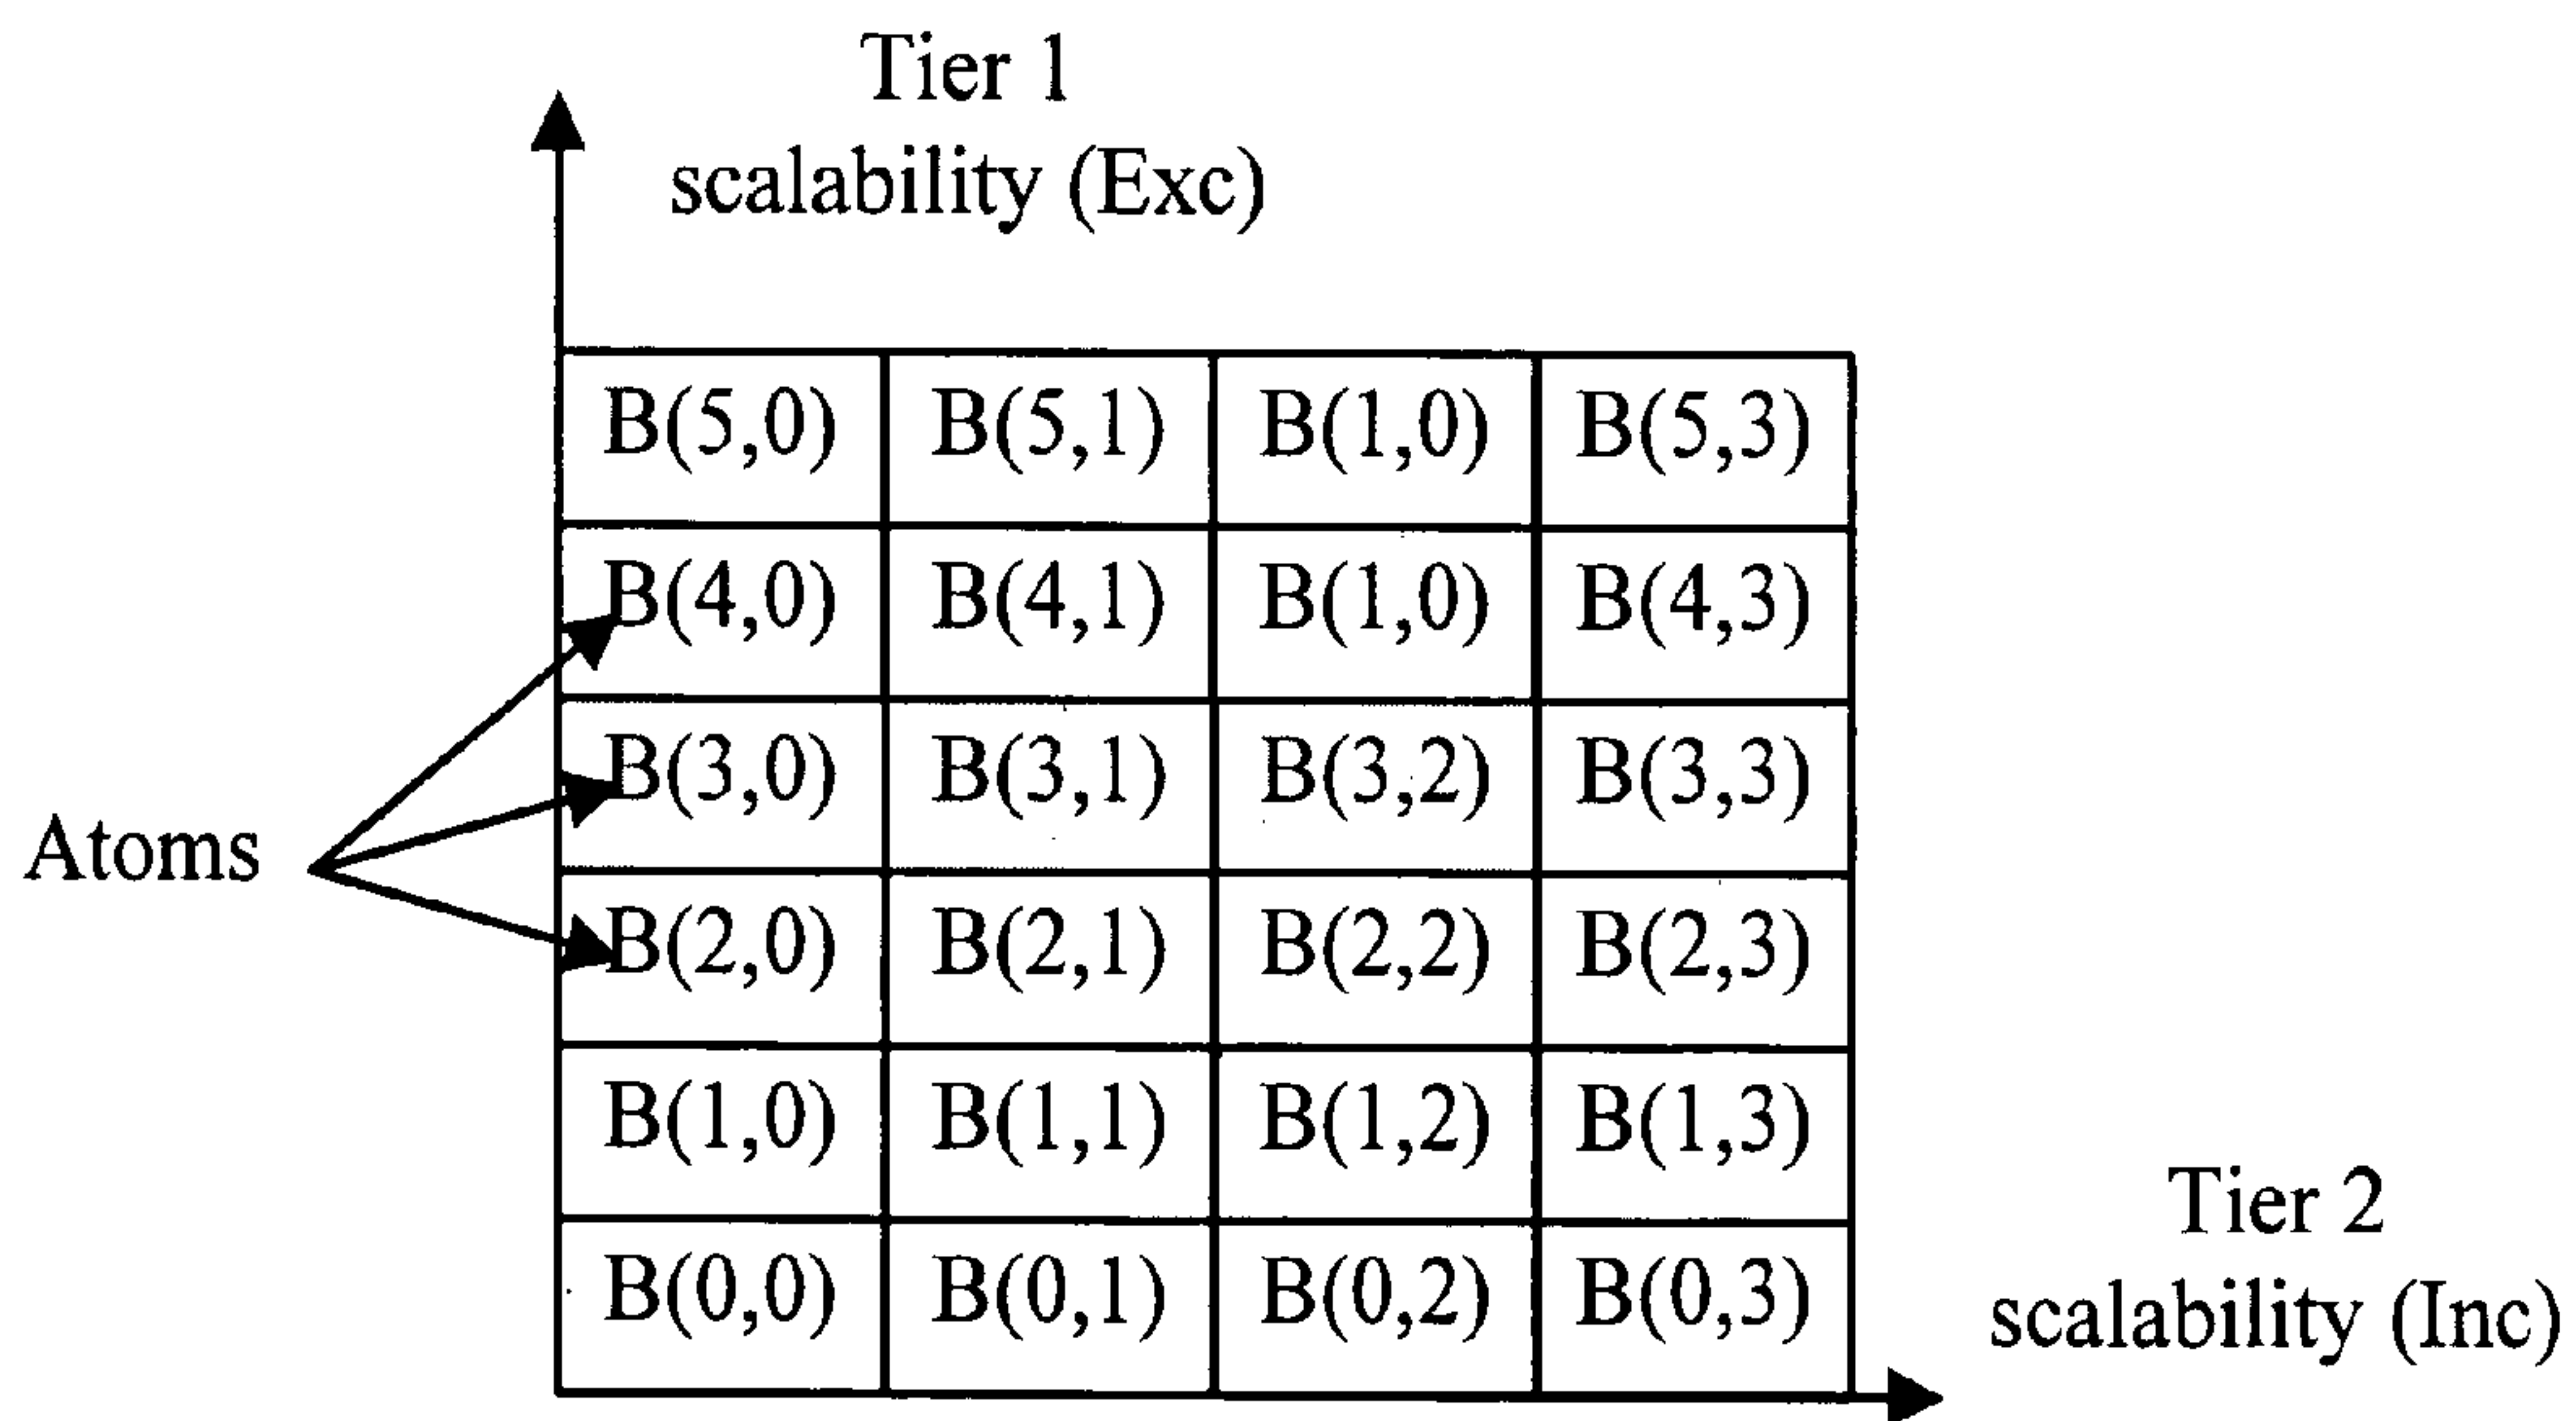 Tier 1
scalability (Exc)
B(5,0) B(5,1) B(1,0) B(5,3)
B(4,0) B(4,1) B(1,0) B(4,3)
B(3,0) B(3,1) B(3,2) B(3,3)
Atoms
B(2,0) B(2,1) B(2,2) B(2,3)
B(1,0) B(1,1) B(1,2) B(1,3)
B(0,0) B(0,1) B(0,2) B(0,3)
Tier 2
scalability (Inc)